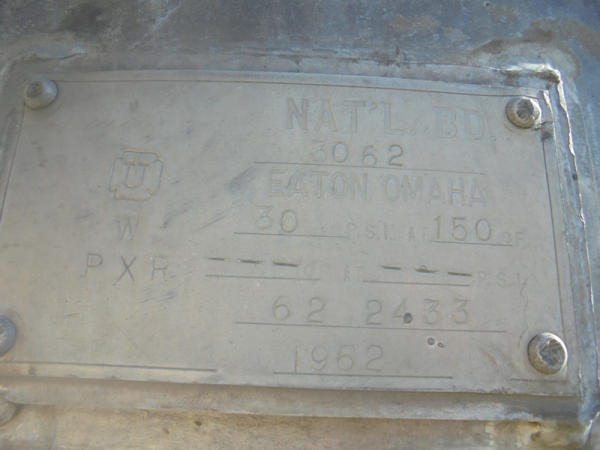 NAT'L. BD.
3062
U
EATON OMAHA
W 30 P.S.I. AT 150 °F
PXR --- ° AT --- P.S.I.
62 2433
1962